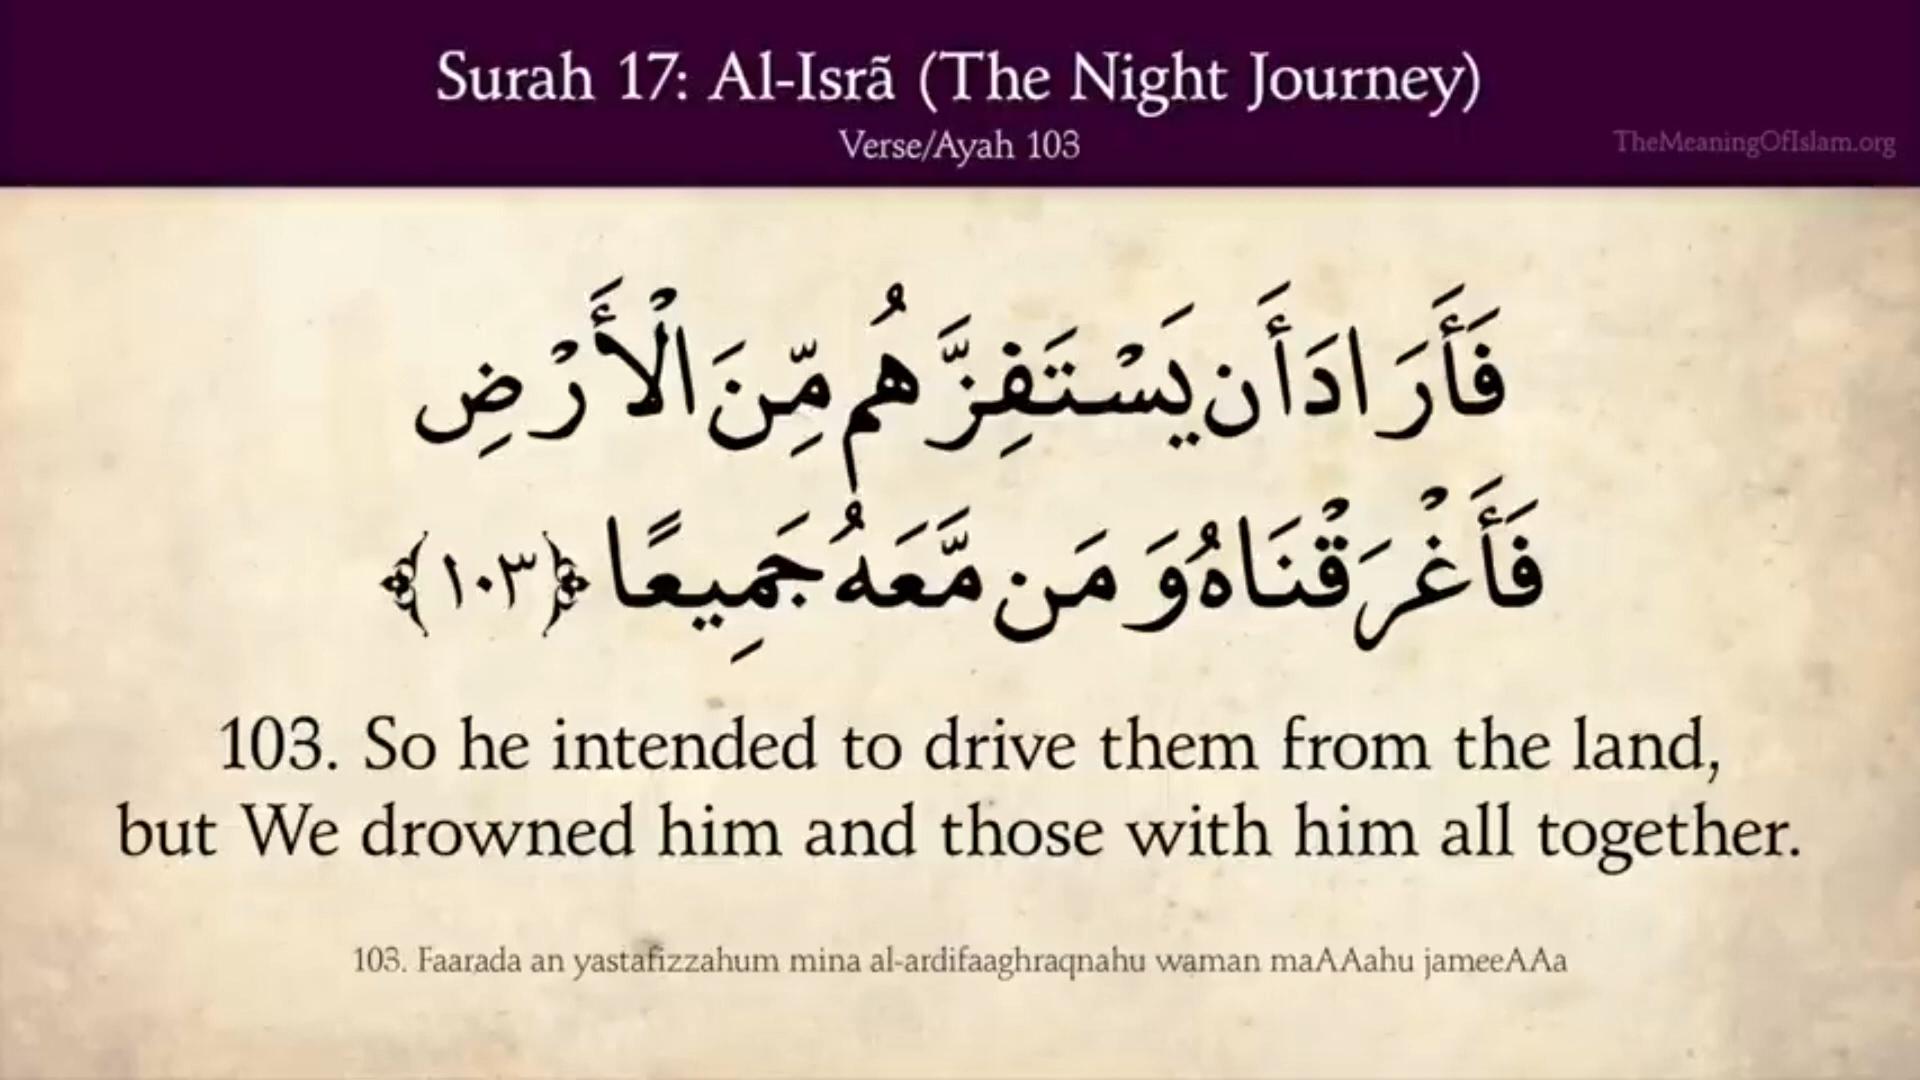 Surah 17: Al-Isrã (The Night Journey)
Verse/Ayah 103
TheMeaningOfIslam.org
فَأَرَادَ أَن يَسْتَفِزَّهُم مِّنَ الْأَرْضِ
فَأَغْرَقْنَاهُ وَمَن مَّعَهُ جَمِيعًا ﴿١٠٣﴾
103. So he intended to drive them from the land,
but We drowned him and those with him all together.
103. Faarada an yastafizzahum mina al-ardifaaghraqnahu waman maAAahu jameeAAa